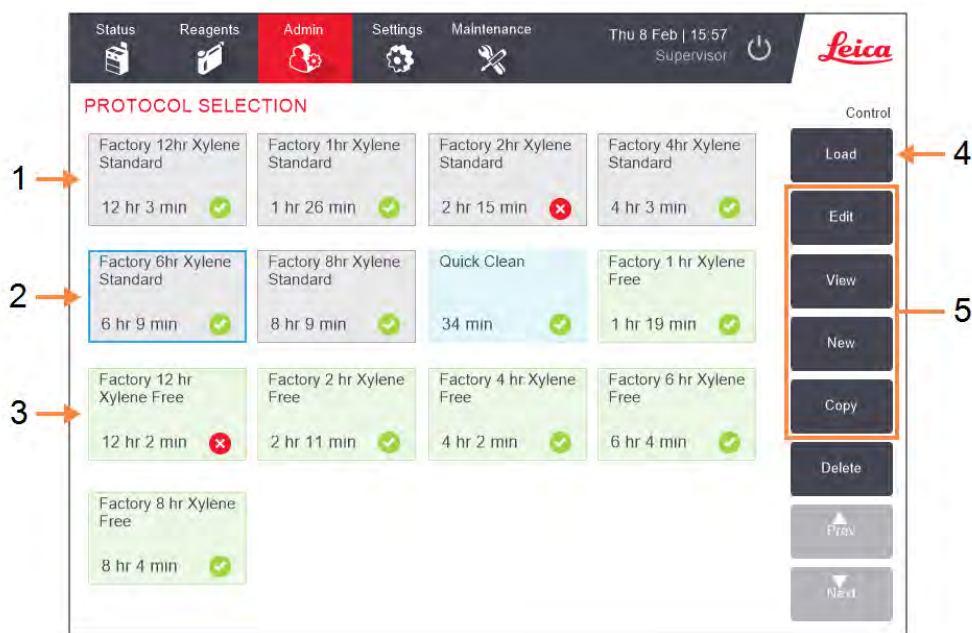 Status Reagents Admin Settings Maintenance
Thu 8 Feb | 15:57
Supervisor
Leica
PROTOCOL SELECTION
Control
1
Factory 12hr Xylene
Standard
12 hr 3 min
Factory 1hr Xylene
Standard
1 hr 26 min
Factory 2hr Xylene
Standard
2 hr 15 min
Factory 4hr Xylene
Standard
4 hr 3 min
Load
4
2
Factory 6hr Xylene
Standard
6 hr 9 min
Factory 8hr Xylene
Standard
8 hr 9 min
Quick Clean
34 min
Factory 1 hr Xylene
Free
1 hr 19 min
Edit
View
New
Copy
5
3
Factory 12 hr
Xylene Free
12 hr 2 min
Factory 2 hr Xylene
Free
2 hr 11 min
Factory 4 hr Xylene
Free
4 hr 2 min
Factory 6 hr Xylene
Free
6 hr 4 min
Delete
Factory 8 hr Xylene
Free
8 hr 4 min
Prev
Next